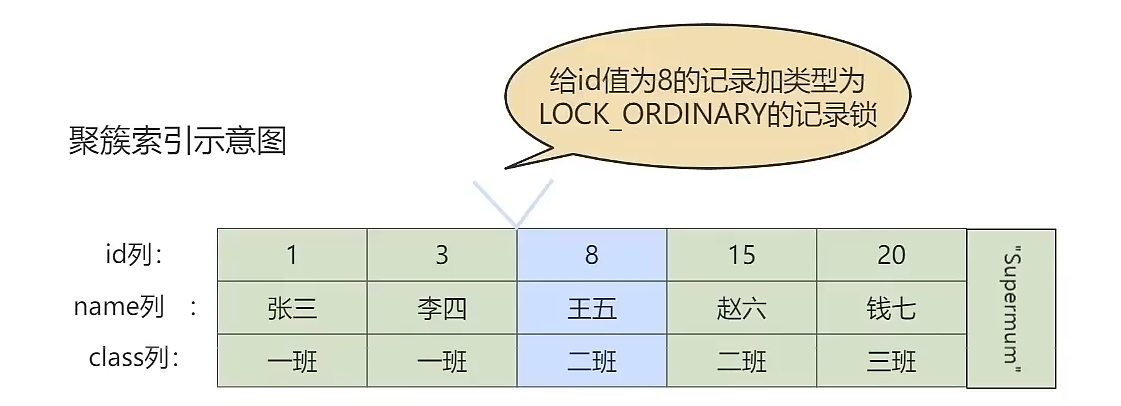 给id值为8的记录加类型为
LOCK_ORDINARY的记录锁
聚簇索引示意图
id列： 1 3 8 15 20 "Supermum"
name列 ： 张三 李四 王五 赵六 钱七
class列： 一班 一班 二班 二班 三班